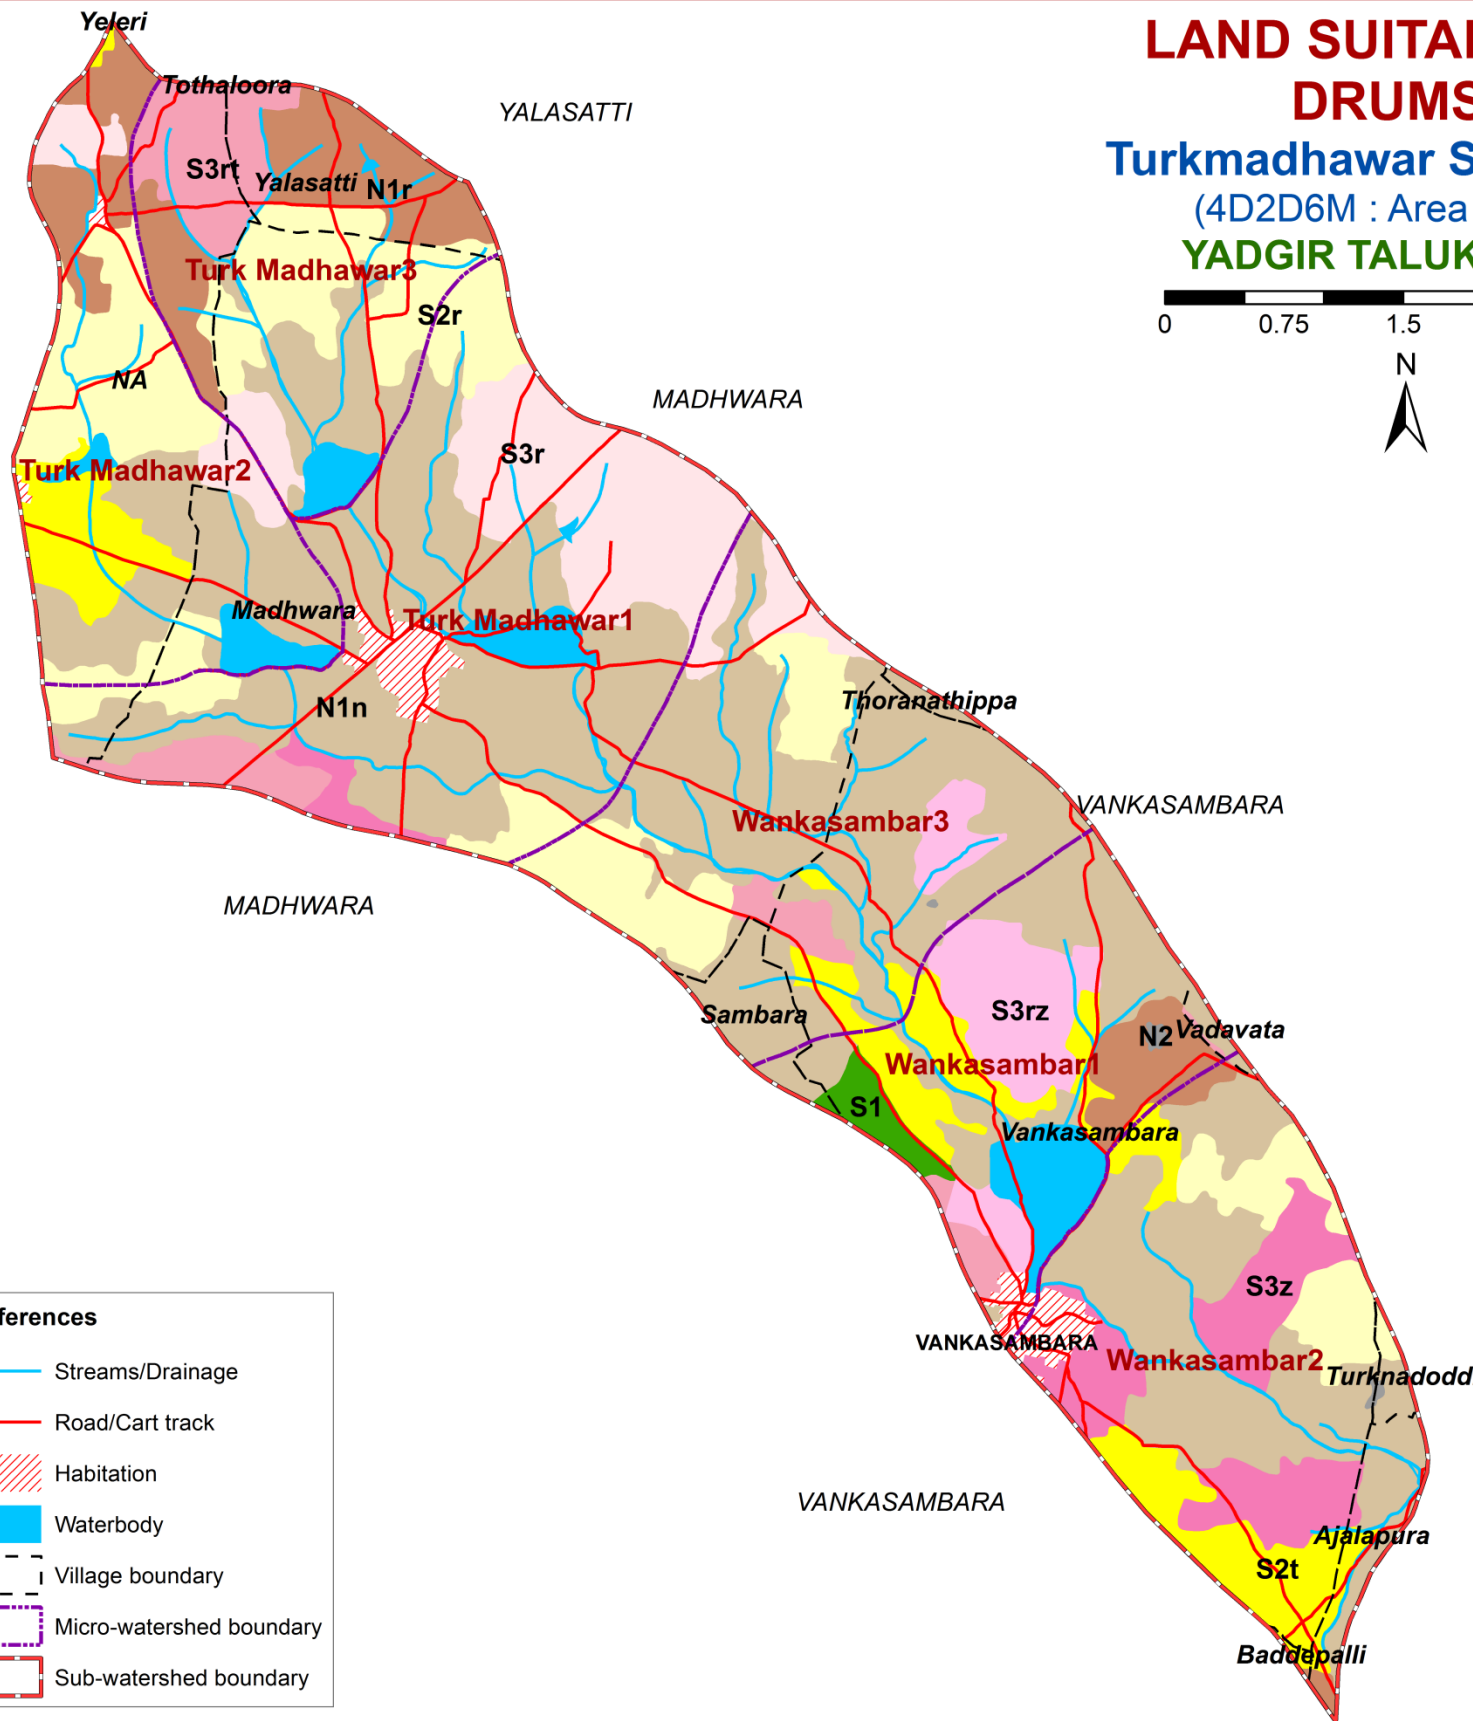 Yeleri
LAND SUITAI
DRUMS
Turkmadhawar S
(4D2D6M : Area
YADGIR TALUK
0 0.75 1.5
N
Tothaloora
YALASATTI
S3rt
Yalasatti
N1r
Turk Madhawar3
S2r
NA
MADHWARA
S3r
Turk Madhawar2
Madhwara
Turk Madhawar1
N1n
Thoranathippa
VANKASAMBARA
Wankasambar3
MADHWARA
Sambara
S3rz
N2
Vadavata
Wankasambar1
S1
Vankasambara
S3z
VANKASAMBARA
Wankasambar2
Turknadodd
VANKASAMBARA
Ajalapura
S2t
Baddepalli
ferences
Streams/Drainage
Road/Cart track
Habitation
Waterbody
Village boundary
Micro-watershed boundary
Sub-watershed boundary